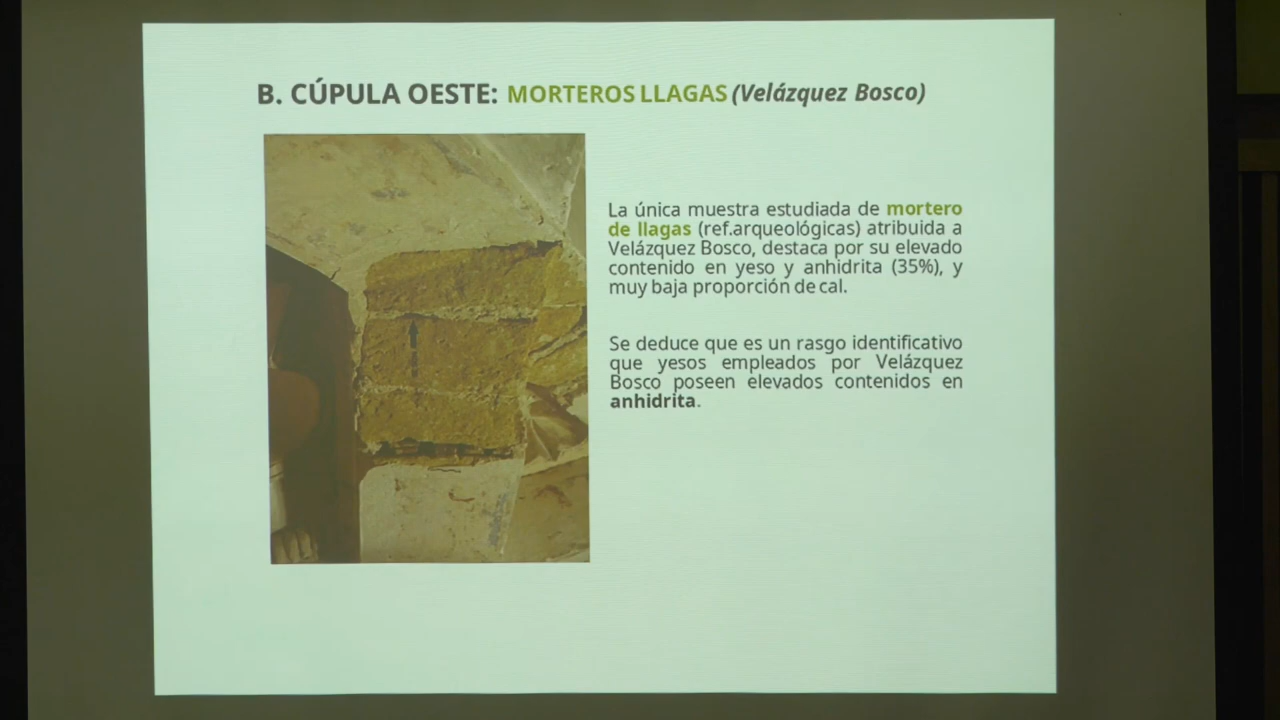 B. CÚPULA OESTE: MORTEROS LLAGAS (Velázquez Bosco)
La única muestra estudiada de mortero
de llagas (ref.arqueológicas) atribuida a
Velázquez Bosco, destaca por su elevado
contenido en yeso y anhidrita (35%), y
muy baja proporción de cal.
Se deduce que es un rasgo identificativo
que yesos empleados por Velázquez
Bosco poseen elevados contenidos en
anhidrita.